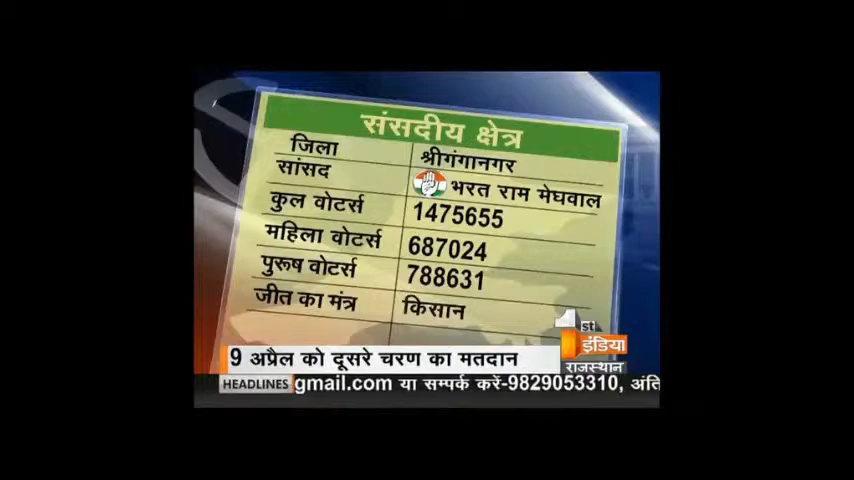 संसदीय क्षेत्र
जिला श्रीगंगानगर
सांसद भरत राम मेघवाल
कुल वोटर्स 1475655
महिला वोटर्स 687024
पुरूष वोटर्स 788631
जीत का मंत्र किसान
1st
इंडिया
राजस्थान
9 अप्रैल को दूसरे चरण का मतदान
HEADLINES gmail.com या सम्पर्क करें-9829053310, अंति